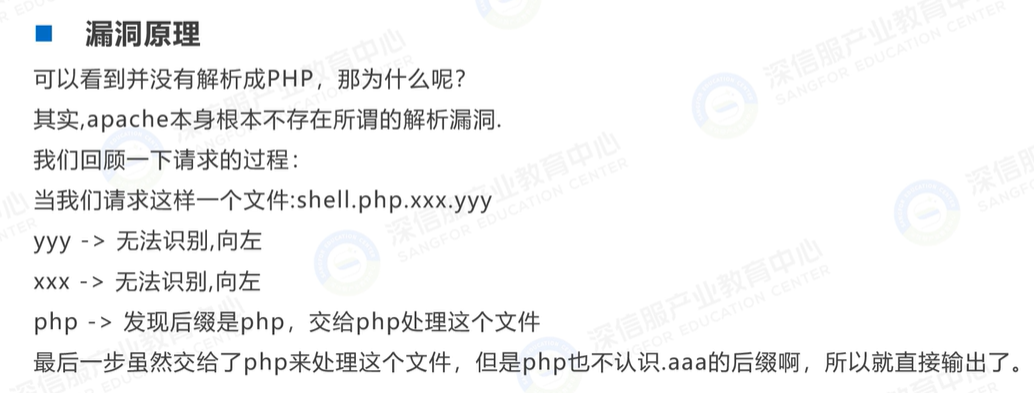 漏洞原理
可以看到并没有解析成PHP，那为什么呢？
其实,apache本身根本不存在所谓的解析漏洞.
我们回顾一下请求的过程：
当我们请求这样一个文件:shell.php.xxx.yyy
yyy -> 无法识别,向左
xxx -> 无法识别,向左
php -> 发现后缀是php，交给php处理这个文件
最后一步虽然交给了php来处理这个文件，但是php也不认识.aaa的后缀啊，所以就直接输出了。
深信服产业教育中心
SANGFOR EDUCATION CENTER